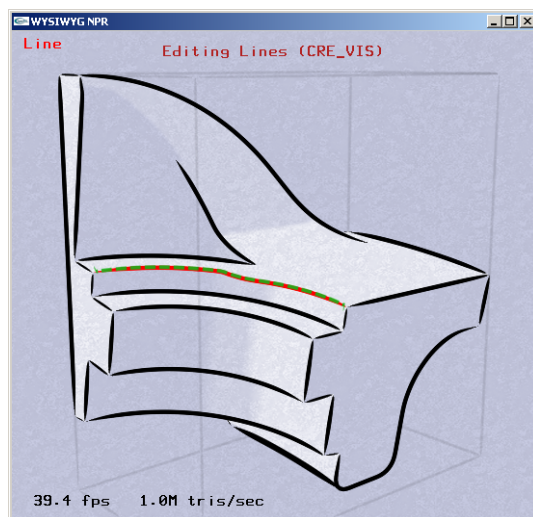 WYSIWYG NPR
Line
Editing Lines (CRE_VIS)
39.4 fps 1.0M tris/sec